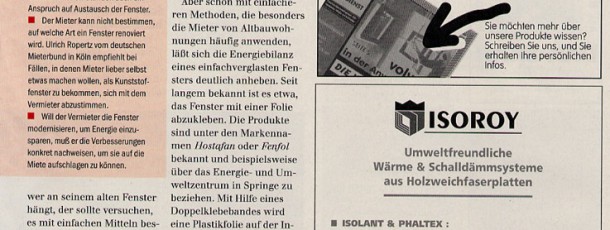 Anspruch auf Austausch der Fenster.
■ Der Mieter kann nicht bestimmen,
auf welche Art ein Fenster renoviert
wird. Ulrich Ropertz vom deutschen
Mieterbund in Köln empfiehlt bei
Fällen, in denen Mieter lieber selbst
etwas machen wollen, als Kunststof-
fenster zu bekommen, sich mit dem
Vermieter abzustimmen.
■ Will der Vermieter die Fenster
modernisieren, um Energie einzu-
sparen, muß er die Verbesserungen
konkret nachweisen, um sie auf die
Miete aufschlagen zu können.
wer an seinem alten Fenster
hängt, der sollte versuchen,
es mit einfachen Mitteln bes-
Aber schon mit einfache-
ren Methoden, die besonders
die Mieter von Altbauwoh-
nungen häufig anwenden,
läßt sich die Energiebilanz
eines einfachverglasten Fen-
sters deutlich anheben. Seit
langem bekannt ist es etwa,
das Fenster mit einer Folie
abzukleben. Die Produkte
sind unter den Markenna-
men Hostafan oder Fenfol
bekannt und beispielsweise
über das Energie- und Um-
weltzentrum in Springe zu
beziehen. Mit Hilfe eines
Doppelklebebandes wird
eine Plastikfolie auf der In-
in der
Sie möchten mehr über
unsere Produkte wissen?
Schreiben Sie uns, und Sie
erhalten Ihre persönlichen
Infos.
ISOROY
Umweltfreundliche
Wärme & Schalldämmsysteme
aus Holzweichfaserplatten
■ ISOLANT & PHALTEX :